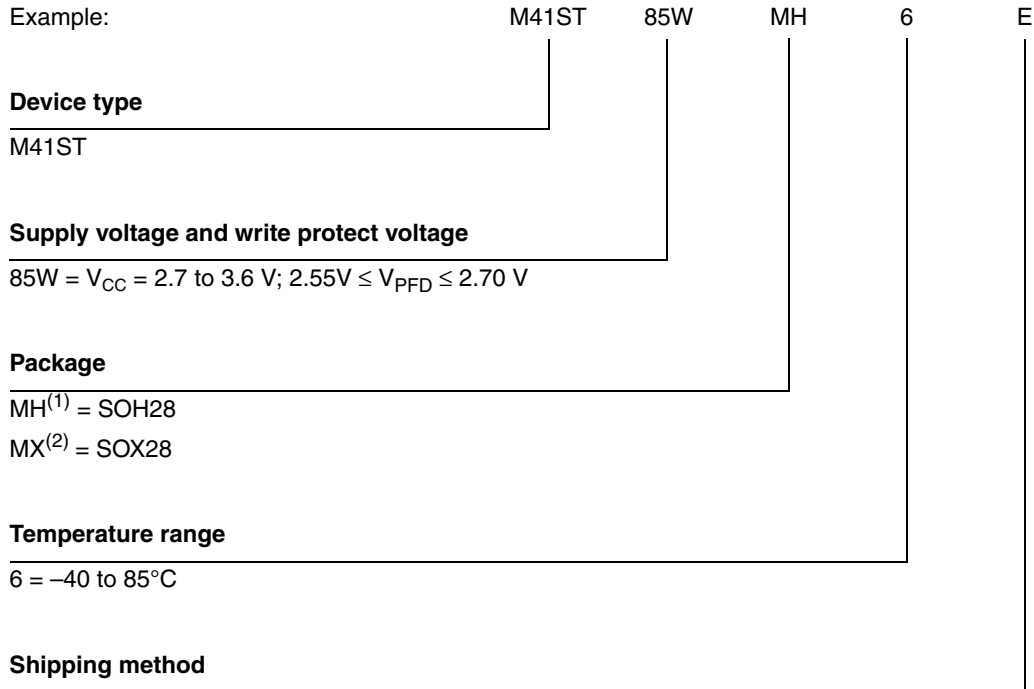 Example: M41ST 85W MH 6 E
Device type
M41ST
Supply voltage and write protect voltage
85W = VCC = 2.7 to 3.6 V; 2.55V ≤ VPFD ≤ 2.70 V
Package
MH(1) = SOH28
MX(2) = SOX28
Temperature range
6 = –40 to 85°C
Shipping method